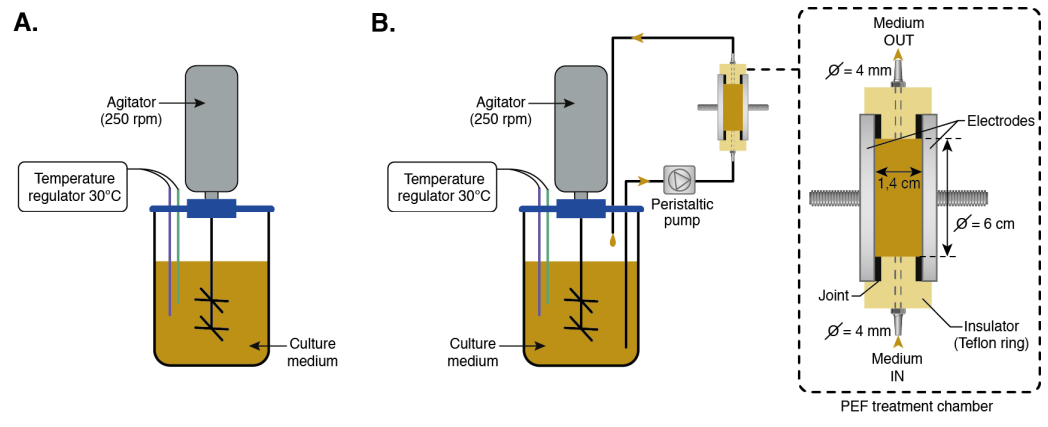 A.
Agitator
(250 rpm)
Temperature
regulator 30°C
Culture
medium
B.
Agitator
(250 rpm)
Temperature
regulator 30°C
Peristaltic
pump
Culture
medium
Medium
OUT
Ø = 4 mm
Electrodes
1,4 cm
Ø = 6 cm
Joint
Ø = 4 mm
Insulator
(Teflon ring)
Medium
IN
PEF treatment chamber